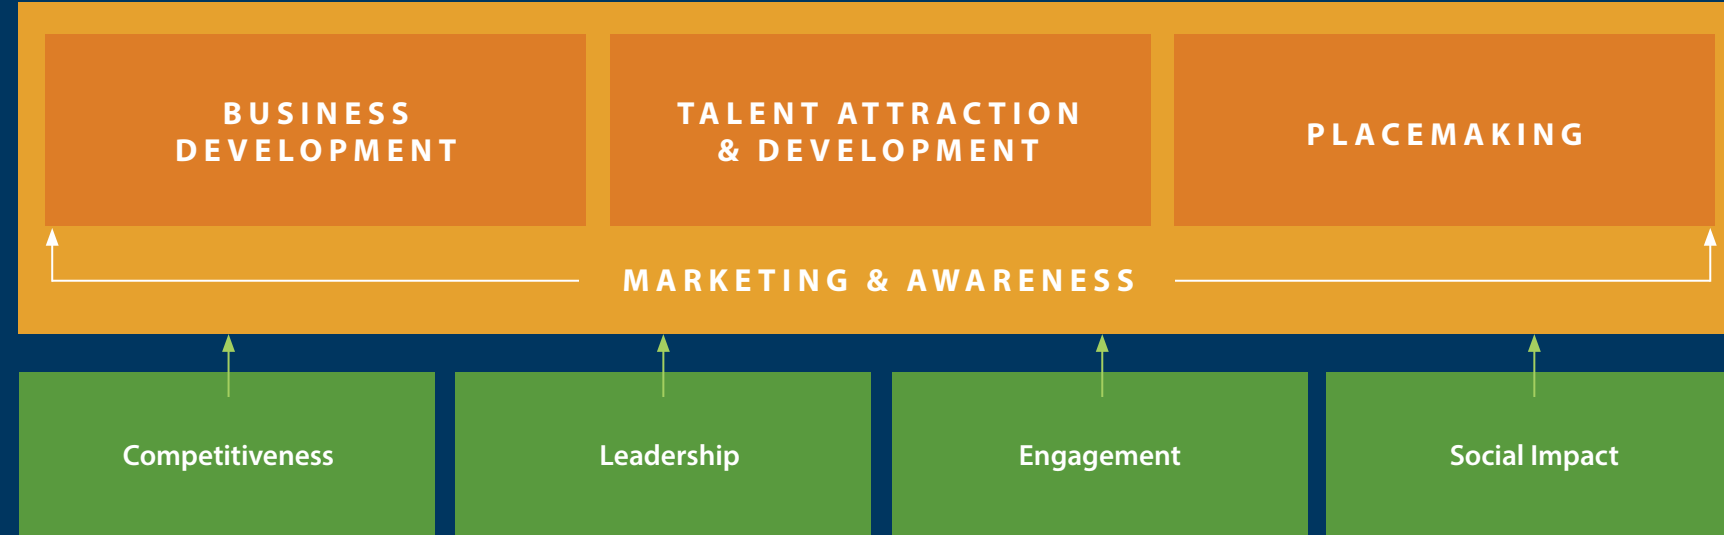 BUSINESS
DEVELOPMENT
TALENT ATTRACTION
& DEVELOPMENT
PLACEMAKING
MARKETING & AWARENESS
Competitiveness
Leadership
Engagement
Social Impact